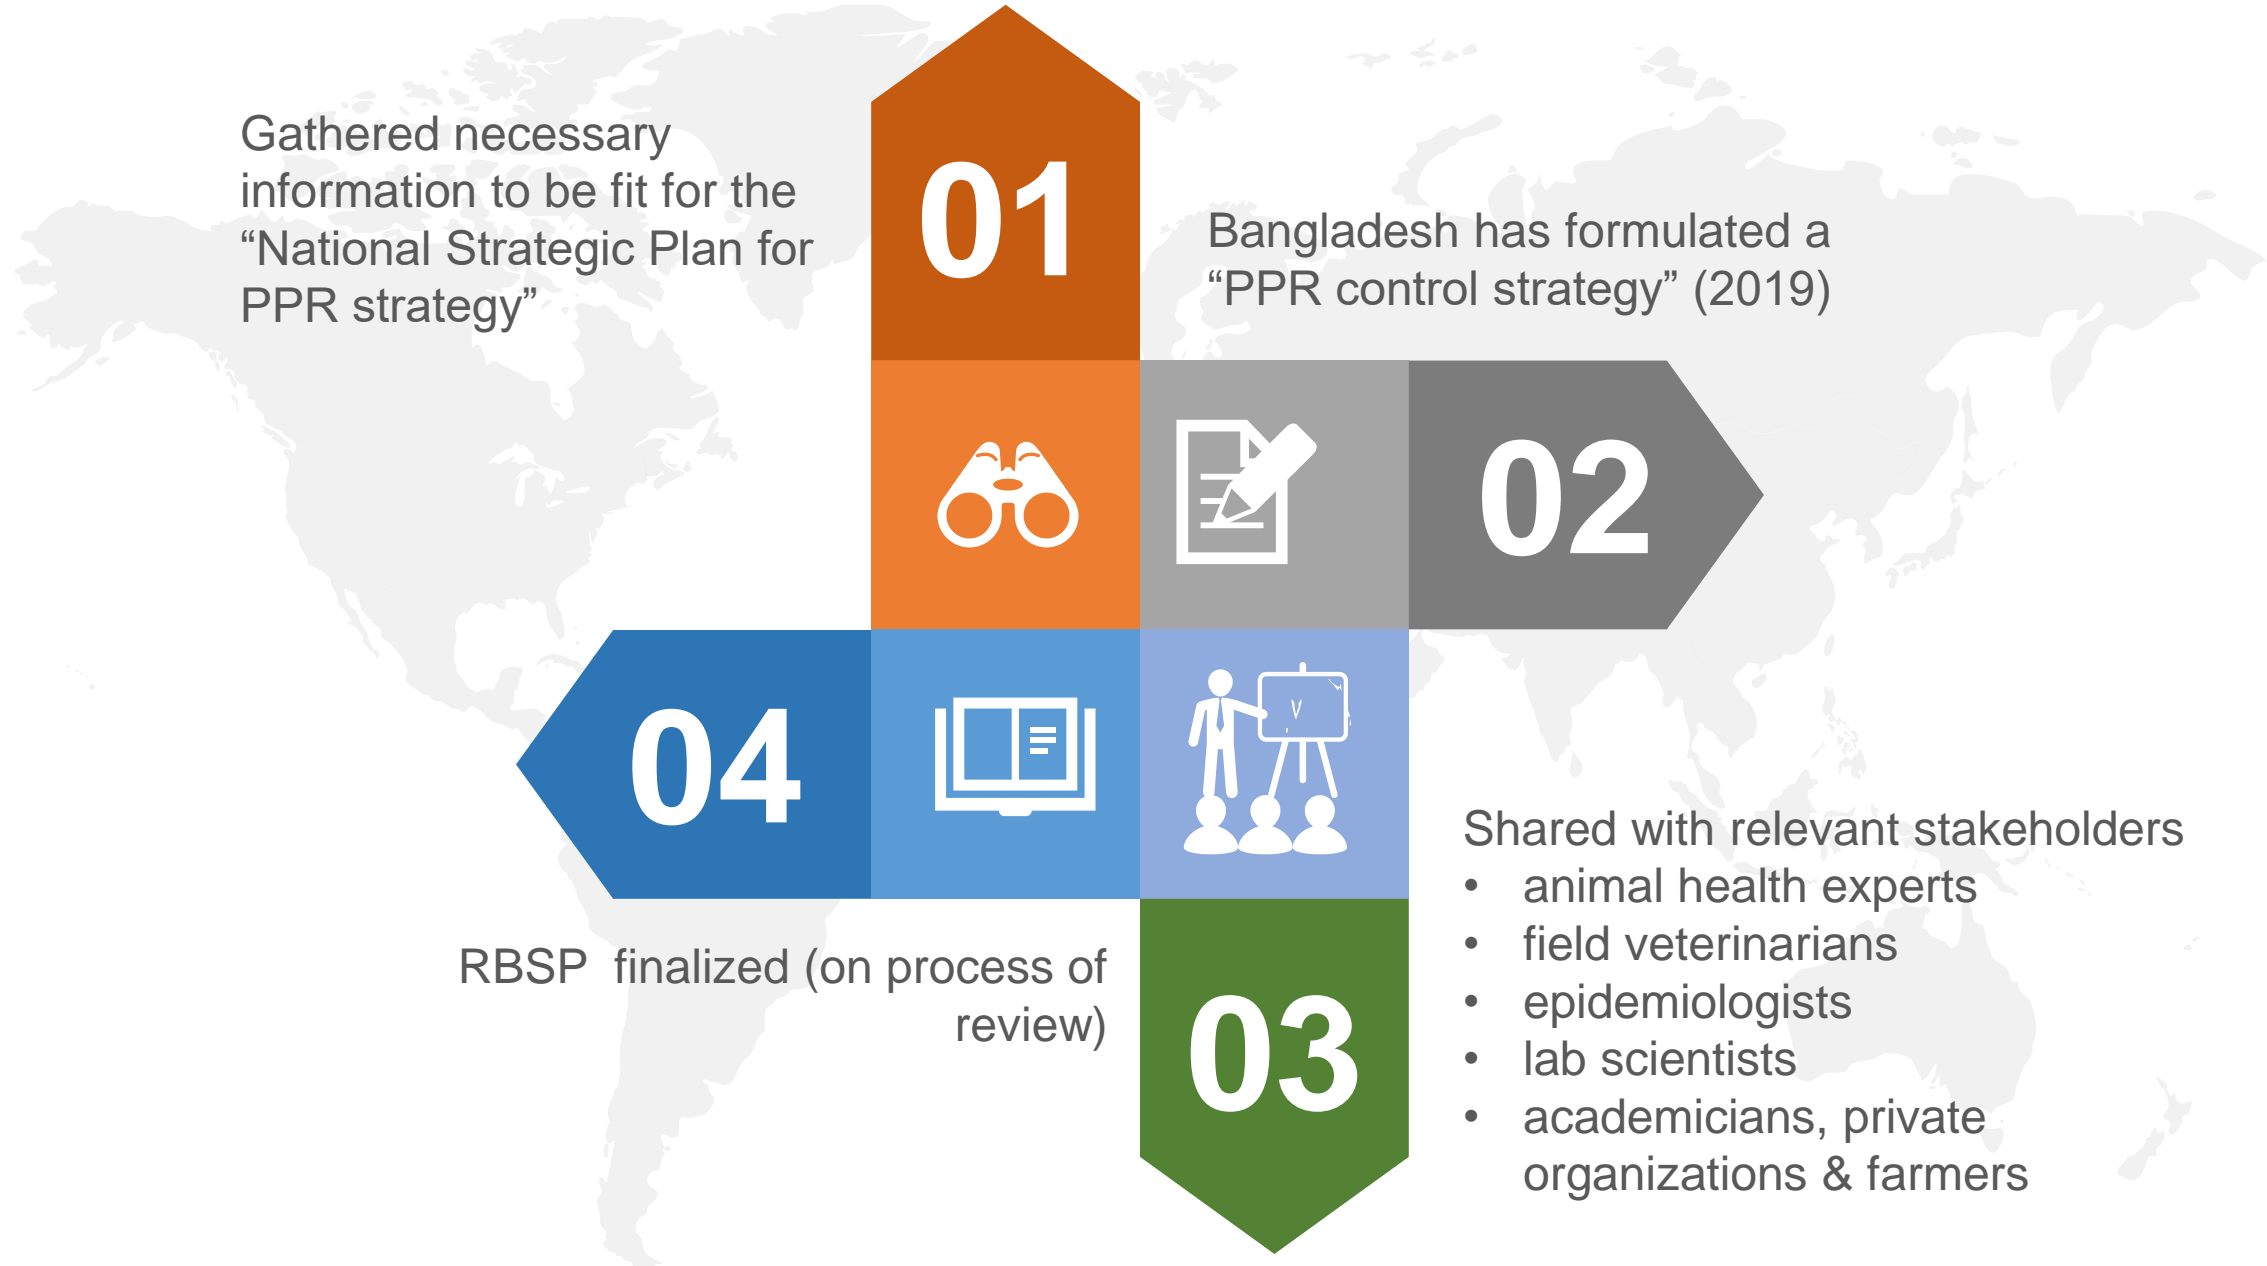 Gathered necessary
information to be fit for the
“National Strategic Plan for
PPR strategy”
01
Bangladesh has formulated a
“PPR control strategy” (2019)
02
04
RBSP  finalized (on process of
review)
03
Shared with relevant stakeholders
• animal health experts
• field veterinarians
• epidemiologists
• lab scientists
• academicians, private
organizations & farmers